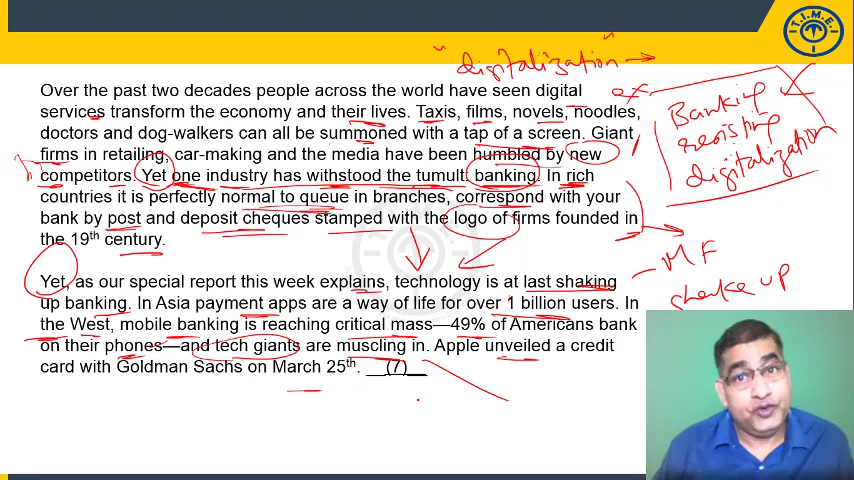 T.I.M.E.
"digitalization"
Over the past two decades people across the world have seen digital
services transform the economy and their lives. Taxis, films, novels, noodles,
doctors and dog-walkers can all be summoned with a tap of a screen. Giant
firms in retailing, car-making and the media have been humbled by new
competitors. Yet one industry has withstood the tumult: banking. In rich
countries it is perfectly normal to queue in branches, correspond with your
bank by post and deposit cheques stamped with the logo of firms founded in
the 19th century.
Banking
resisting
digitalization
Yet, as our special report this week explains, technology is at last shaking
up banking. In Asia payment apps are a way of life for over 1 billion users. In
the West, mobile banking is reaching critical mass—49% of Americans bank
on their phones—and tech giants are muscling in. Apple unveiled a credit
card with Goldman Sachs on March 25th. __(7)__
MF
shake up